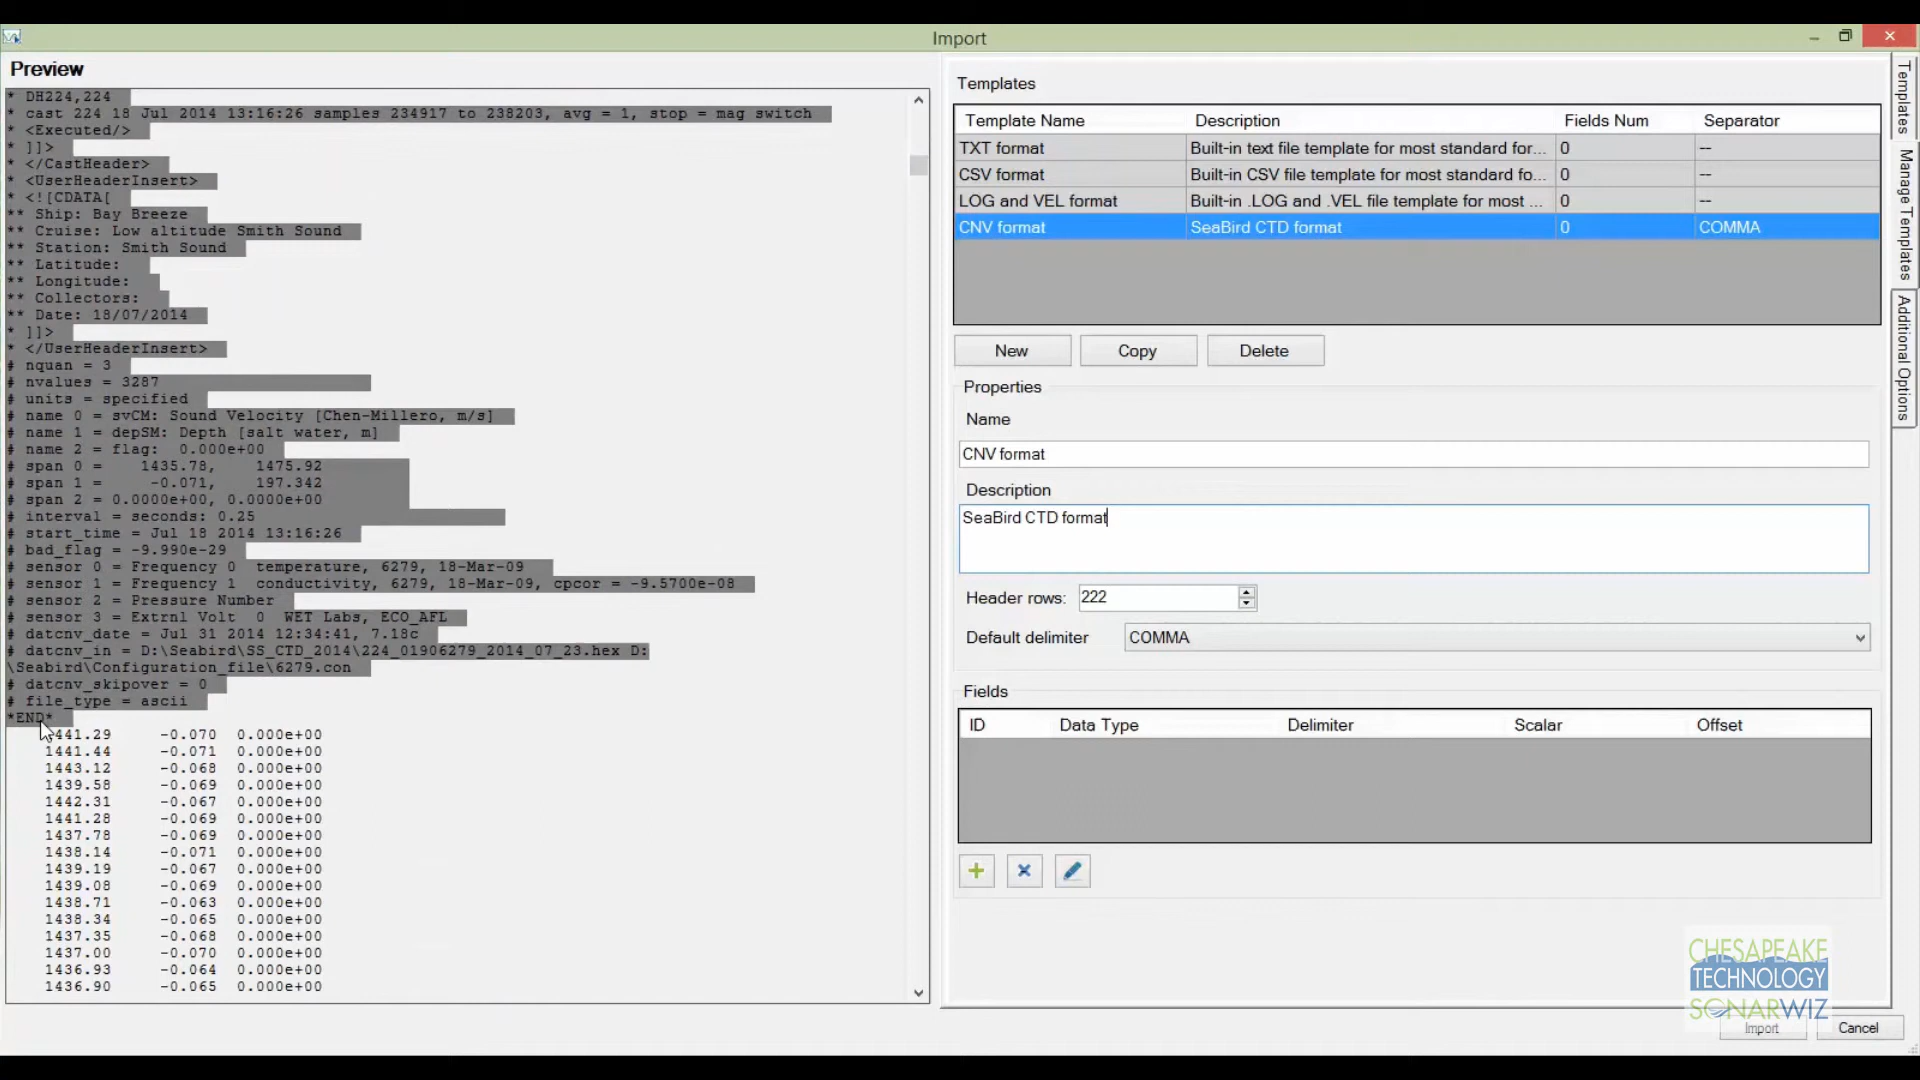 Import
Preview
* DH224,224
* cast 224 18 Jul 2014 13:16:26 samples 234917 to 238203, avg = 1, stop = mag switch
* <Executed/>
* ]]>
* </CastHeader>
* <UserHeaderInsert>
* <![CDATA[
** Ship: Bay Breeze
** Cruise: Low altitude Smith Sound
** Station: Smith Sound
** Latitude:
** Longitude:
** Collectors:
** Date: 18/07/2014
* ]]>
* </UserHeaderInsert>
# nquan = 3
# nvalues = 3287
# units = specified
# name 0 = svCM: Sound Velocity [Chen-Millero, m/s]
# name 1 = depSM: Depth [salt water, m]
# name 2 = flag: 0.000e+00
# span 0 = 1435.78, 1475.92
# span 1 = -0.071, 197.342
# span 2 = 0.0000e+00, 0.0000e+00
# interval = seconds: 0.25
# start_time = Jul 18 2014 13:16:26
# bad_flag = -9.990e-29
# sensor 0 = Frequency 0 temperature, 6279, 18-Mar-09
# sensor 1 = Frequency 1 conductivity, 6279, 18-Mar-09, cpcor = -9.5700e-08
# sensor 2 = Pressure Number
# sensor 3 = Extrnl Volt 0 WET Labs, ECO_AFL
# datcnv_date = Jul 31 2014 12:34:41, 7.18c
# datcnv_in = D:\Seabird\SS_CTD_2014\224_01906279_2014_07_23.hex D:
\Seabird\Configuration_file\6279.con
# datcnv_skipover = 0
# file_type = ascii
*END*
1441.29 -0.070 0.000e+00
1441.44 -0.071 0.000e+00
1443.12 -0.068 0.000e+00
1439.58 -0.069 0.000e+00
1442.31 -0.067 0.000e+00
1441.28 -0.069 0.000e+00
1437.78 -0.069 0.000e+00
1438.14 -0.071 0.000e+00
1439.19 -0.067 0.000e+00
1439.08 -0.069 0.000e+00
1438.71 -0.063 0.000e+00
1438.34 -0.065 0.000e+00
1437.35 -0.068 0.000e+00
1437.00 -0.070 0.000e+00
1436.93 -0.064 0.000e+00
1436.90 -0.065 0.000e+00
Templates
Template Name Description Fields Num Separator
TXT format Built-in text file template for most standard for... 0 --
CSV format Built-in CSV file template for most standard fo... 0 --
LOG and VEL format Built-in .LOG and .VEL file template for most ... 0 --
CNV format SeaBird CTD format 0 COMMA
New Copy Delete
Properties
Name
CNV format
Description
SeaBird CTD format
Header rows: 222
Default delimiter COMMA
Fields
ID Data Type Delimiter Scalar Offset
Templates
Manage Templates
Additional Options
CHESAPEAKE
TECHNOLOGY
SONARWIZ
Import Cancel